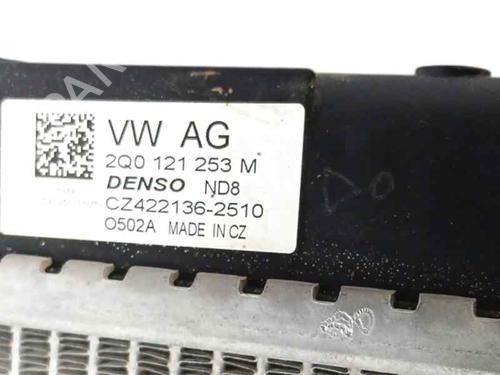 VW AG
2Q0 121 253 M
DENSO ND8
CZ422136-2510
O502A MADE IN CZ